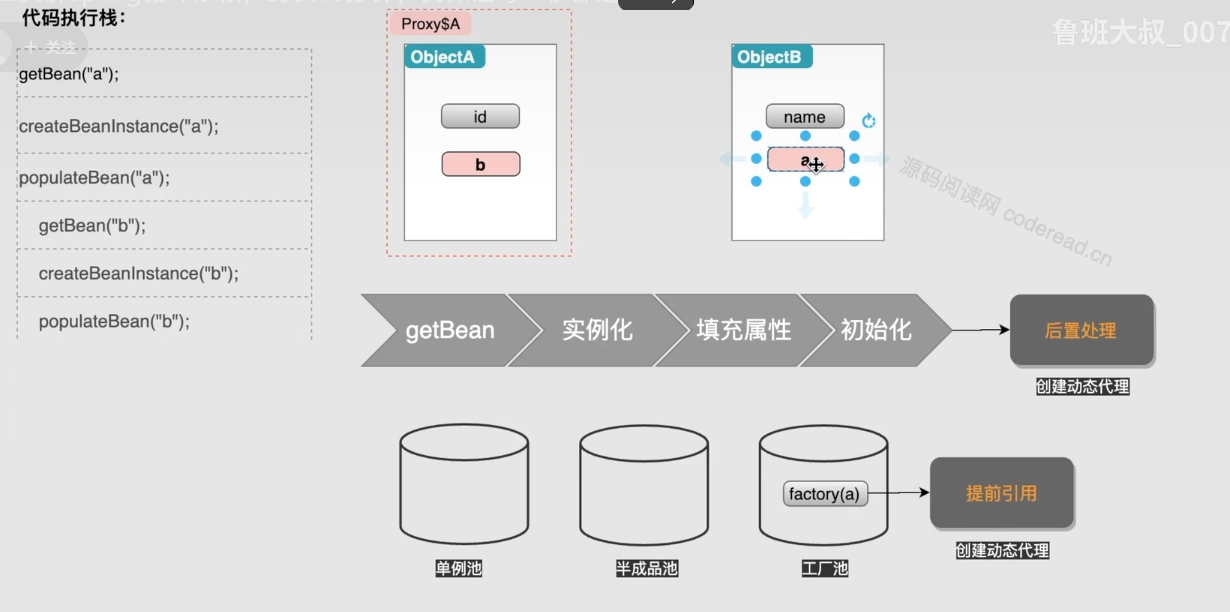 代码执行栈：
+ 关注
getBean("a");
createBeanInstance("a");
populateBean("a");
getBean("b");
createBeanInstance("b");
populateBean("b");
Proxy$A
ObjectA
id
b
ObjectB
name
a
鲁班大叔_007
源码阅读网 coderead.cn
getBean
实例化
填充属性
初始化
后置处理
创建动态代理
factory(a)
提前引用
创建动态代理
单例池
半成品池
工厂池